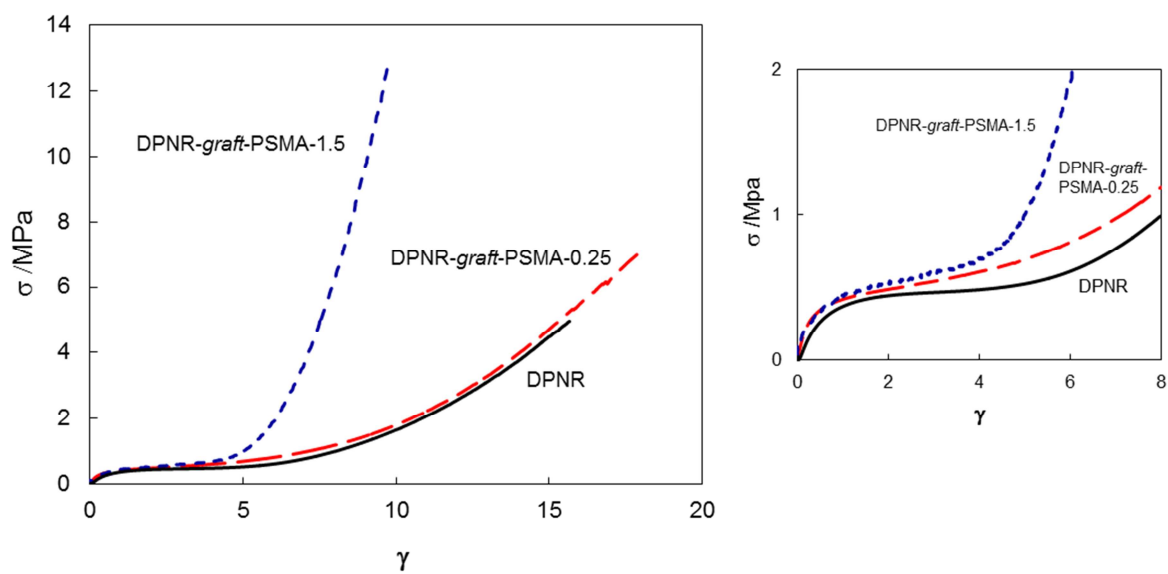 14
12
10
8
6
4
2
0
σ /MPa
DPNR-graft-PSMA-1.5
DPNR-graft-PSMA-0.25
DPNR
0 5 10 15 20
γ
2
1
0
σ /Mpa
DPNR-graft-PSMA-1.5
DPNR-graft-
PSMA-0.25
DPNR
0 2 4 6 8
γ